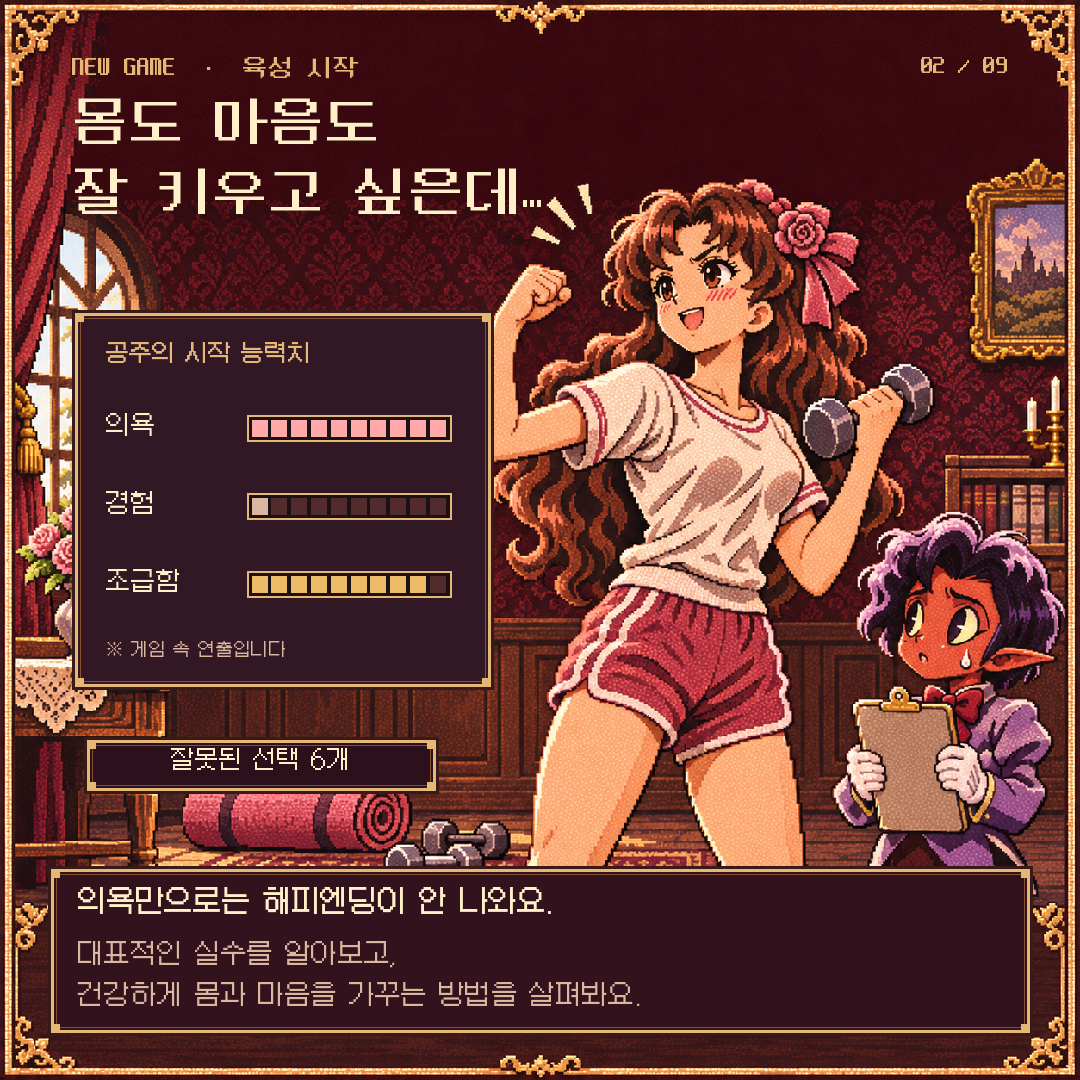 NEW GAME · 육성 시작
02 / 09
몸도 마음도
잘 키우고 싶은데…
공주의 시작 능력치
의욕
경험
조급함
※ 게임 속 연출입니다
잘못된 선택 6개
의욕만으로는 해피엔딩이 안 나와요.
대표적인 실수를 알아보고,
건강하게 몸과 마음을 가꾸는 방법을 살펴봐요.